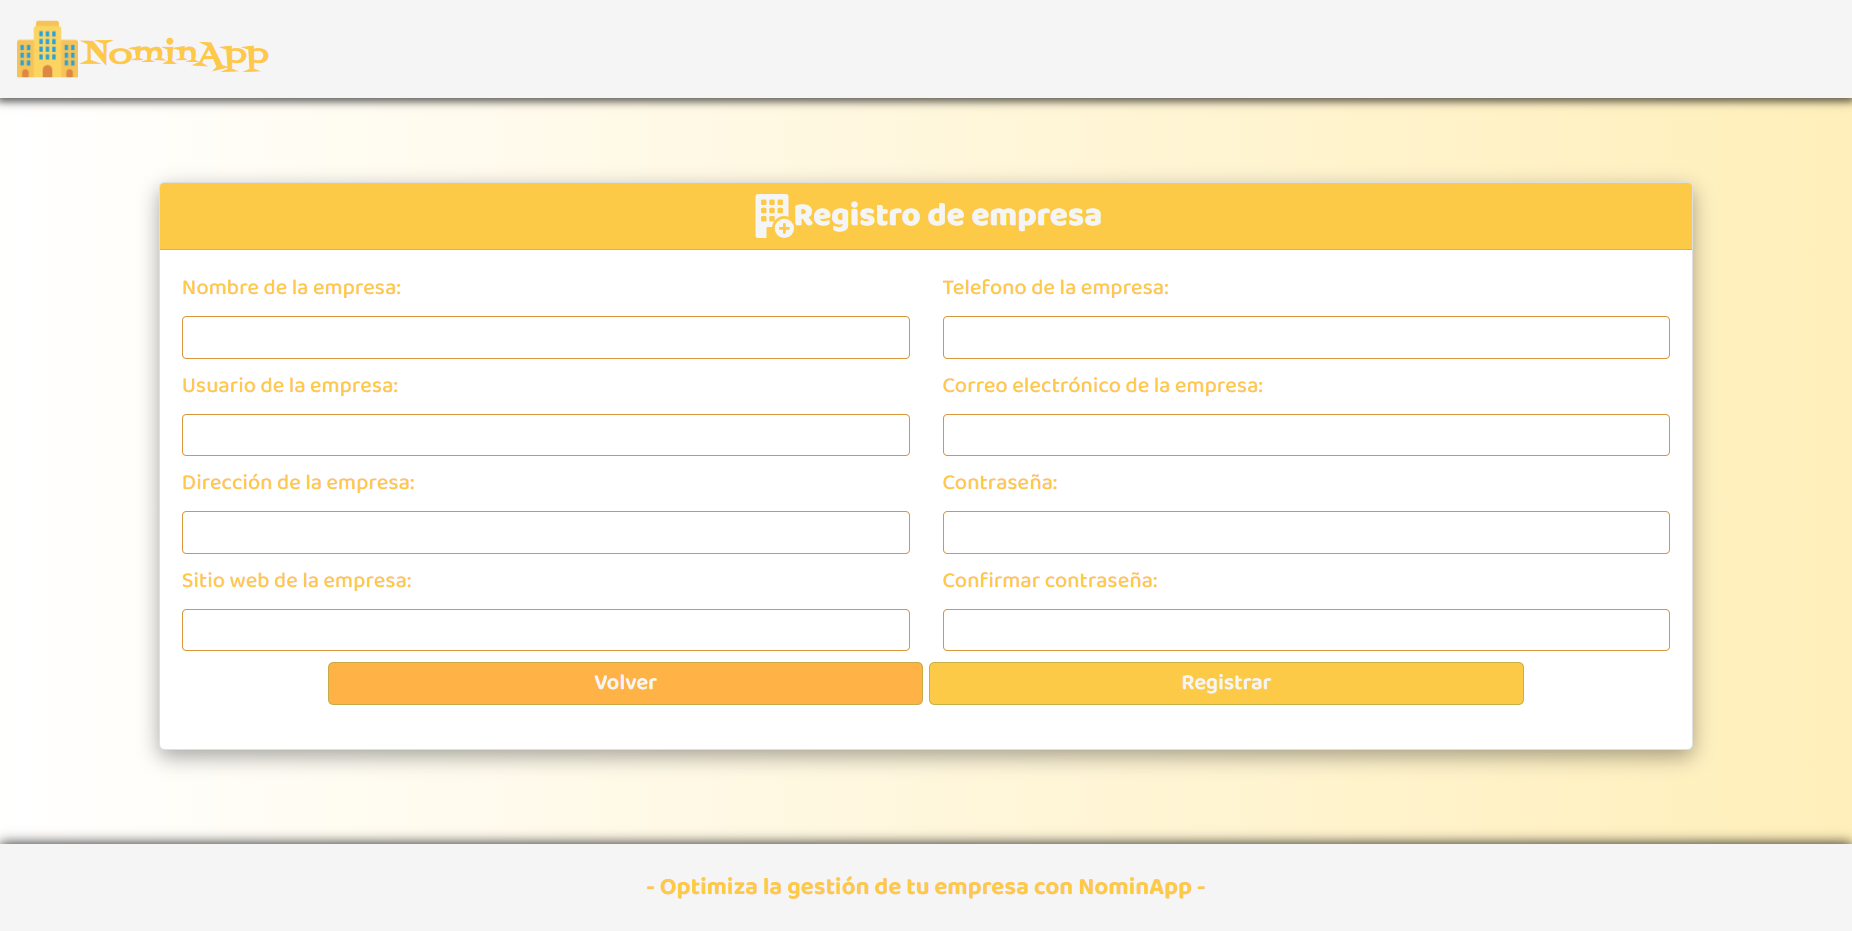 NominApp
Registro de empresa
Nombre de la empresa:
Telefono de la empresa:
Usuario de la empresa:
Correo electrónico de la empresa:
Dirección de la empresa:
Contraseña:
Sitio web de la empresa:
Confirmar contraseña:
Volver
Registrar
- Optimiza la gestión de tu empresa con NominApp -